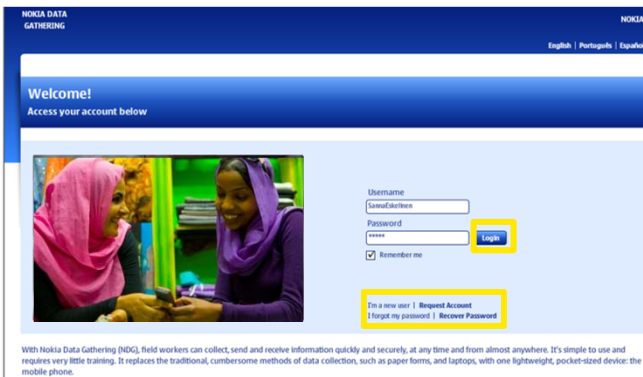 NOKIA DATA
GATHERING
NOKIA
English | Português | Español
Welcome!
Access your account below
Username
SannaEskelinen
Password
*****
Login
Remember me
I'm a new user | Request Account
I forgot my password | Recover Password
With Nokia Data Gathering (NDG), field workers can collect, send and receive information quickly and securely, at any time and from almost anywhere. It's simple to use and
requires very little training. It replaces the traditional, cumbersome methods of data collection, such as paper forms, and laptops, with one lightweight, pocket-sized device: the
mobile phone.